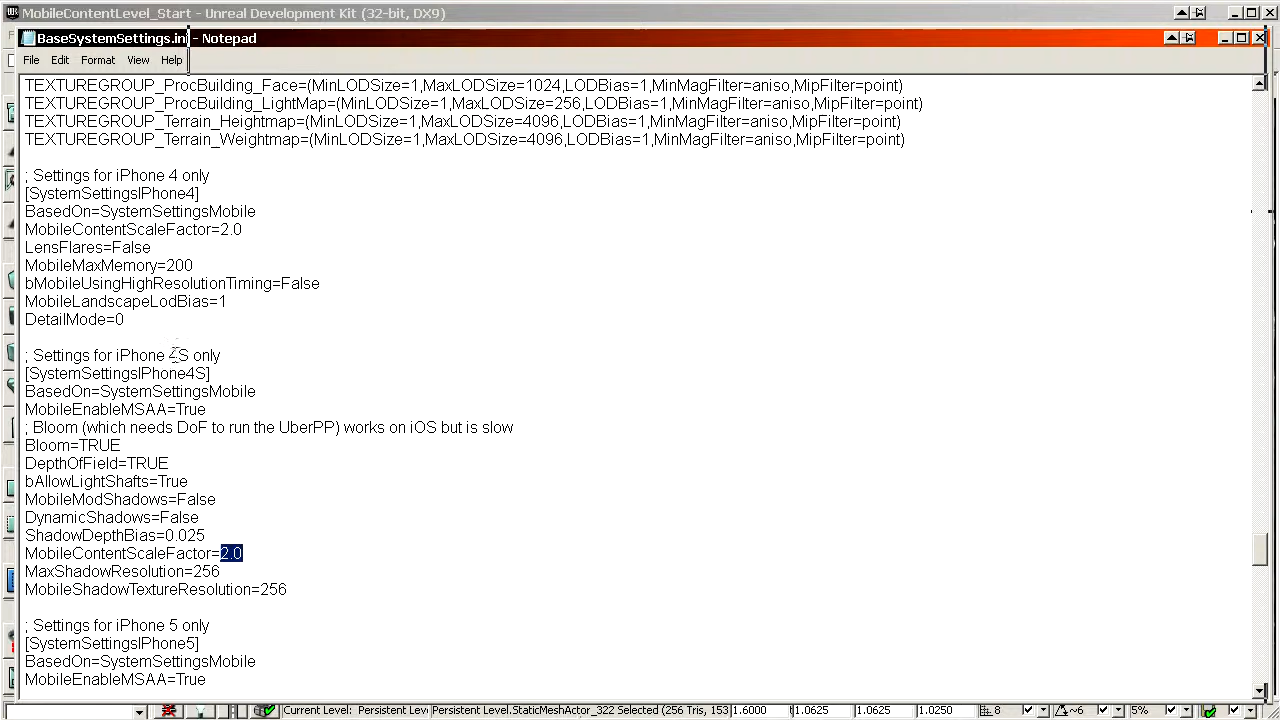 MobileContentLevel_Start - Unreal Development Kit (32-bit, DX9)
BaseSystemSettings.ini - Notepad
File Edit Format View Help
TEXTUREGROUP_ProcBuilding_Face=(MinLODSize=1,MaxLODSize=1024,LODBias=1,MinMagFilter=aniso,MipFilter=point)
TEXTUREGROUP_ProcBuilding_LightMap=(MinLODSize=1,MaxLODSize=256,LODBias=1,MinMagFilter=aniso,MipFilter=point)
TEXTUREGROUP_Terrain_Heightmap=(MinLODSize=1,MaxLODSize=4096,LODBias=1,MinMagFilter=aniso,MipFilter=point)
TEXTUREGROUP_Terrain_Weightmap=(MinLODSize=1,MaxLODSize=4096,LODBias=1,MinMagFilter=aniso,MipFilter=point)
; Settings for iPhone 4 only
[SystemSettingsIPhone4]
BasedOn=SystemSettingsMobile
MobileContentScaleFactor=2.0
LensFlares=False
MobileMaxMemory=200
bMobileUsingHighResolutionTiming=False
MobileLandscapeLodBias=1
DetailMode=0
; Settings for iPhone 4S only
[SystemSettingsIPhone4S]
BasedOn=SystemSettingsMobile
MobileEnableMSAA=True
; Bloom (which needs DoF to run the UberPP) works on iOS but is slow
Bloom=TRUE
DepthOfField=TRUE
bAllowLightShafts=True
MobileModShadows=False
DynamicShadows=False
ShadowDepthBias=0.025
MobileContentScaleFactor=2.0
MaxShadowResolution=256
MobileShadowTextureResolution=256
; Settings for iPhone 5 only
[SystemSettingsIPhone5]
BasedOn=SystemSettingsMobile
MobileEnableMSAA=True
Current Level: Persistent Level Persistent Level.StaticMeshActor_322 Selected (256 Tris, 153 1.6000 1.0625 1.0625 1.0250 8 6 5%